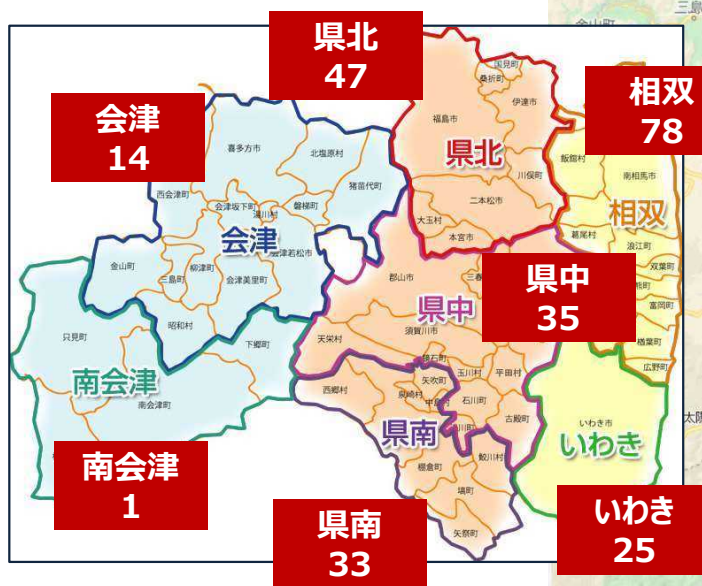 三島
金山町
県北
47
会津
14
相双
78
国見町
桑折町
伊達市
福島市
県北
川俣町
二本松市
大玉村
本宮市
喜多方市
北塩原村
西会津町
猪苗代町
会津坂下町
湯川村
磐梯町
会津
会津若松市
金山町
柳津町
三島町
会津美里町
昭和村
飯舘村
南相馬市
相双
葛尾村
浪江町
双葉町
熊町
富岡町
楢葉町
広野町
郡山市
三春
県中
県中
35
天栄村
須賀川市
鏡石町
玉川村
平田村
石川町
古殿町
川町
只見町
下郷町
南会津
南会津町
西郷村
矢吹町
泉崎村
中島
県南
棚倉町
鮫川村
塙町
矢祭町
いわき市
いわき
太陽
南会津
1
県南
33
いわき
25